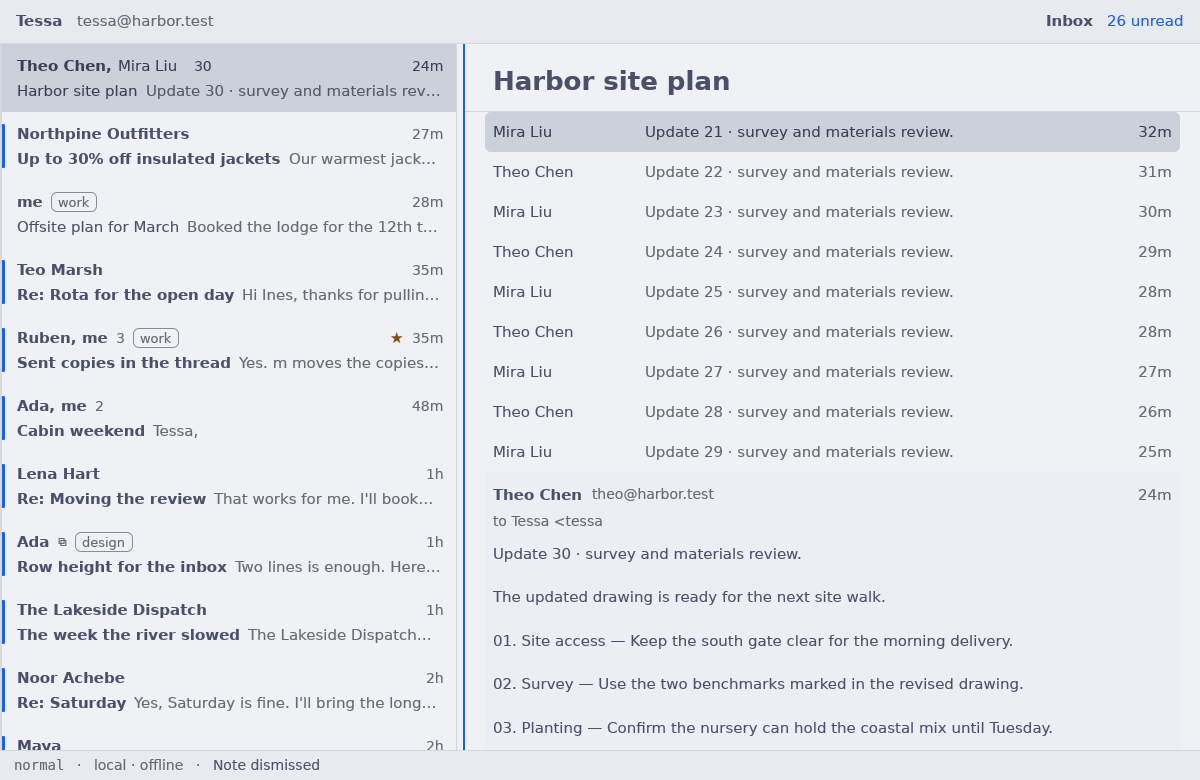 Tessa tessa@harbor.test
Inbox 26 unread
Theo Chen, Mira Liu 30 24m
Harbor site plan Update 30 · survey and materials rev…
Northpine Outfitters 27m
Up to 30% off insulated jackets Our warmest jack…
me work 28m
Offsite plan for March Booked the lodge for the 12th t…
Teo Marsh 35m
Re: Rota for the open day Hi Ines, thanks for pullin…
Ruben, me 3 work ★ 35m
Sent copies in the thread Yes. m moves the copies…
Ada, me 2 48m
Cabin weekend Tessa,
Lena Hart 1h
Re: Moving the review That works for me. I'll book…
Ada design 1h
Row height for the inbox Two lines is enough. Here…
The Lakeside Dispatch 1h
The week the river slowed The Lakeside Dispatch…
Noor Achebe 2h
Re: Saturday Yes, Saturday is fine. I'll bring the long…
Maya 2h
Harbor site plan
Mira Liu Update 21 · survey and materials review. 32m
Theo Chen Update 22 · survey and materials review. 31m
Mira Liu Update 23 · survey and materials review. 30m
Theo Chen Update 24 · survey and materials review. 29m
Mira Liu Update 25 · survey and materials review. 28m
Theo Chen Update 26 · survey and materials review. 28m
Mira Liu Update 27 · survey and materials review. 27m
Theo Chen Update 28 · survey and materials review. 26m
Mira Liu Update 29 · survey and materials review. 25m
Theo Chen theo@harbor.test 24m
to Tessa <tessa
Update 30 · survey and materials review.
The updated drawing is ready for the next site walk.
01. Site access — Keep the south gate clear for the morning delivery.
02. Survey — Use the two benchmarks marked in the revised drawing.
03. Planting — Confirm the nursery can hold the coastal mix until Tuesday.
normal · local · offline · Note dismissed